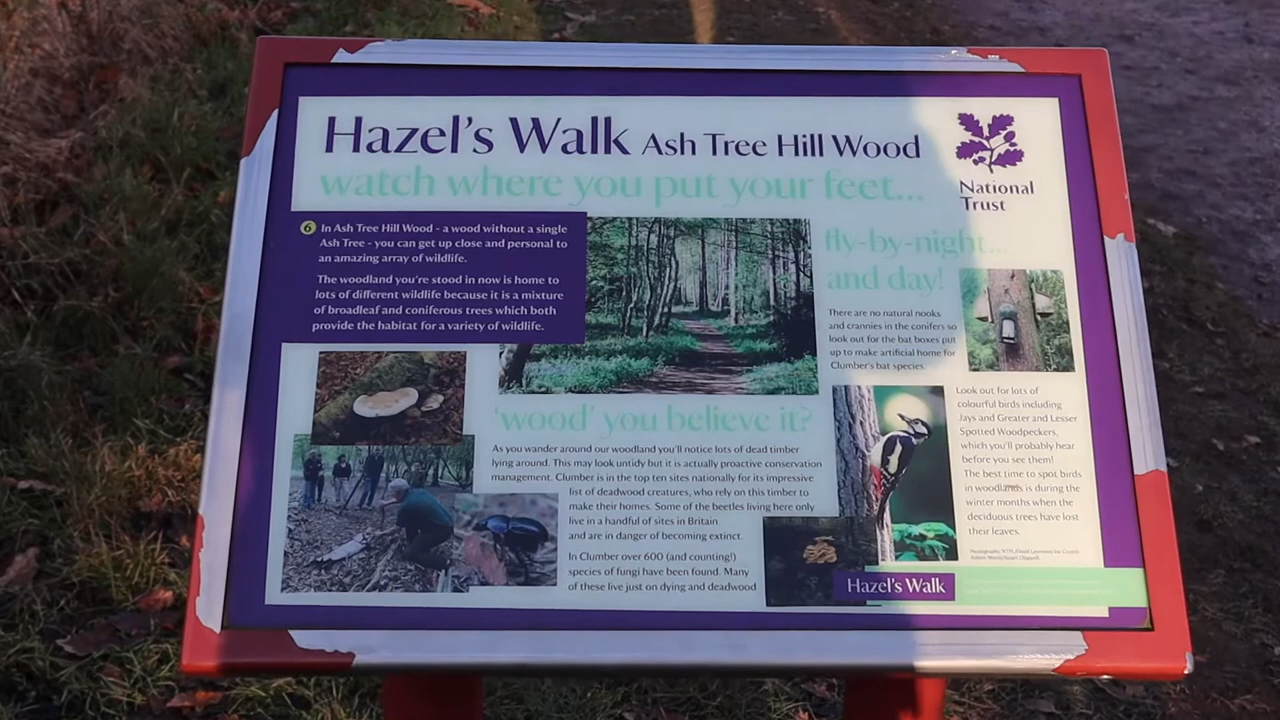 Hazel's Walk Ash Tree Hill Wood
watch where you put your feet...
National
Trust
6 In Ash Tree Hill Wood - a wood without a single
Ash Tree - you can get up close and personal to
an amazing array of wildlife.
The woodland you're stood in now is home to
lots of different wildlife because it is a mixture
of broadleaf and coniferous trees which both
provide the habitat for a variety of wildlife.
fly-by-night...
and day!
There are no natural nooks
and crannies in the conifers so
look out for the bat boxes put
up to make artificial home for
Clumber's bat species.
'wood' you believe it?
As you wander around our woodland you'll notice lots of dead timber
lying around. This may look untidy but it is actually proactive conservation
management. Clumber is in the top ten sites nationally for its impressive
list of deadwood creatures, who rely on this timber to
make their homes. Some of the beetles living here only
live in a handful of sites in Britain
and are in danger of becoming extinct.
In Clumber over 600 (and counting!)
species of fungi have been found. Many
of these live just on dying and deadwood
Look out for lots of
colourful birds including
Jays and Greater and Lesser
Spotted Woodpeckers,
which you'll probably hear
before you see them!
The best time to spot birds
in woodlands is during the
winter months when the
deciduous trees have lost
their leaves.
Hazel's Walk